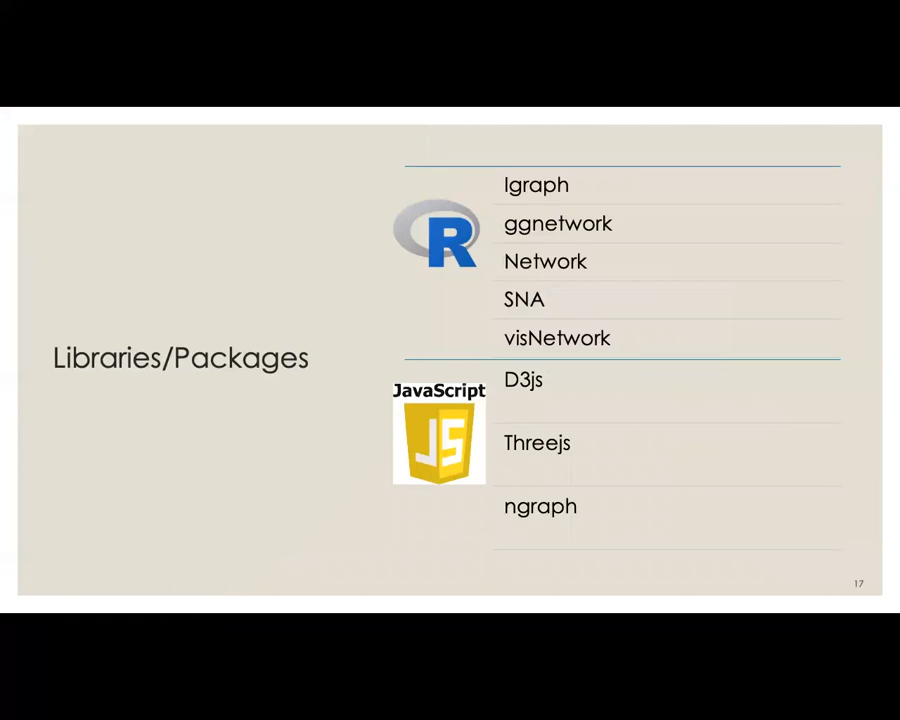 Libraries/Packages
R
Igraph
ggnetwork
Network
SNA
visNetwork
JavaScript
JS
D3js
Threejs
ngraph
17